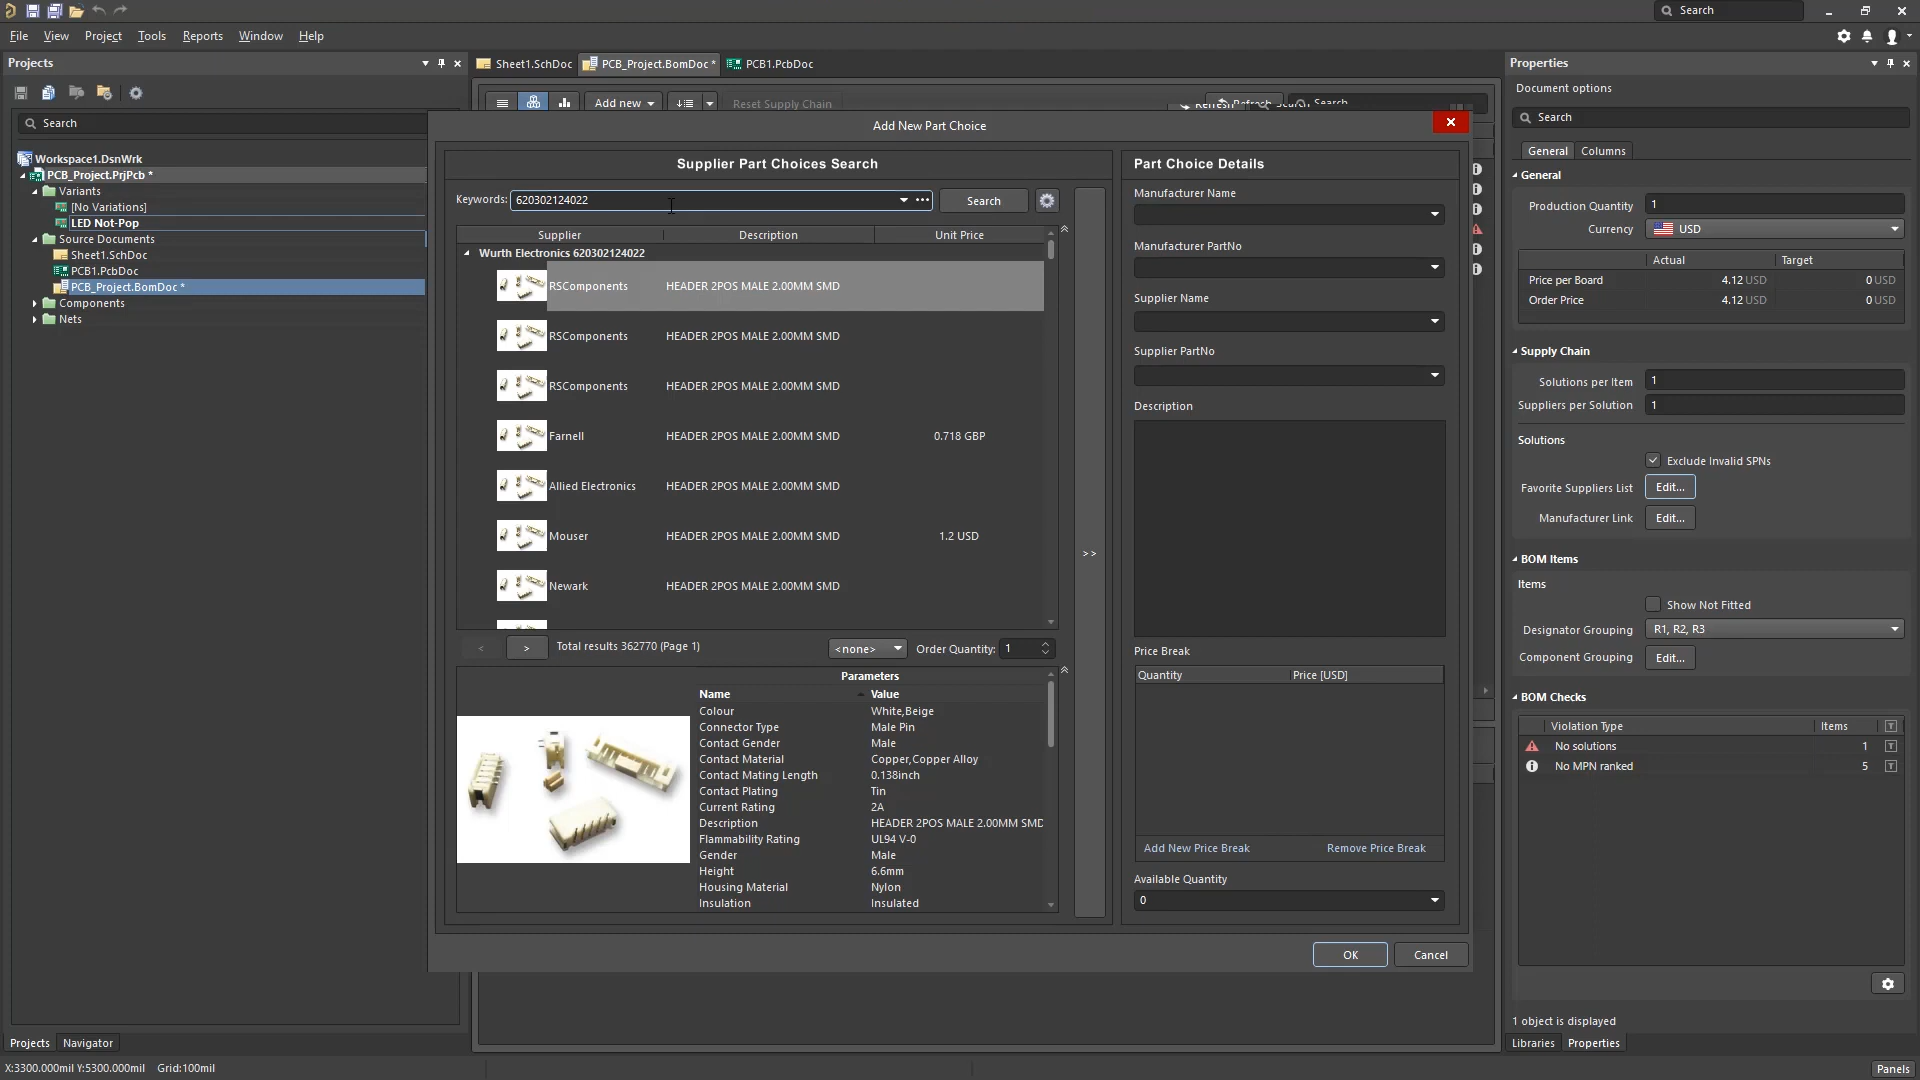 Search
File View Project Tools Reports Window Help
Projects
Sheet1.SchDoc
PCB_Project.BomDoc *
PCB1.PcbDoc
Properties
Document options
Add new
Reset Supply Chain
Refresh
Search
Search
Search
Workspace1.DsnWrk
PCB_Project.PrjPcb *
Variants
[No Variations]
LED Not-Pop
Source Documents
Sheet1.SchDoc
PCB1.PcbDoc
PCB_Project.BomDoc *
Components
Nets
Add New Part Choice
Supplier Part Choices Search
Keywords: 620302124022
Search
Supplier Description Unit Price
Wurth Electronics 620302124022
RSComponents HEADER 2POS MALE 2.00MM SMD
RSComponents HEADER 2POS MALE 2.00MM SMD
RSComponents HEADER 2POS MALE 2.00MM SMD
Farnell HEADER 2POS MALE 2.00MM SMD 0.718 GBP
Allied Electronics HEADER 2POS MALE 2.00MM SMD
Mouser HEADER 2POS MALE 2.00MM SMD 1.2 USD
Newark HEADER 2POS MALE 2.00MM SMD
< > Total results 362770 (Page 1) <none> Order Quantity: 1
Parameters
Name Value
Colour White,Beige
Connector Type Male Pin
Contact Gender Male
Contact Material Copper,Copper Alloy
Contact Mating Length 0.138inch
Contact Plating Tin
Current Rating 2A
Description HEADER 2POS MALE 2.00MM SMD
Flammability Rating UL94 V-0
Gender Male
Height 6.6mm
Housing Material Nylon
Insulation Insulated
>>
Part Choice Details
Manufacturer Name
Manufacturer PartNo
Supplier Name
Supplier PartNo
Description
Price Break
Quantity Price [USD]
Add New Price Break Remove Price Break
Available Quantity
0
OK Cancel
General Columns
General
Production Quantity 1
Currency USD
Actual Target
Price per Board 4.12 USD 0 USD
Order Price 4.12 USD 0 USD
Supply Chain
Solutions per Item 1
Suppliers per Solution 1
Solutions
Exclude Invalid SPNs
Favorite Suppliers List Edit...
Manufacturer Link Edit...
BOM Items
Items
Show Not Fitted
Designator Grouping R1, R2, R3
Component Grouping Edit...
BOM Checks
Violation Type Items
No solutions 1
No MPN ranked 5
1 object is displayed
Projects Navigator
Libraries Properties
X:3300.000mil Y:5300.000mil Grid:100mil
Panels